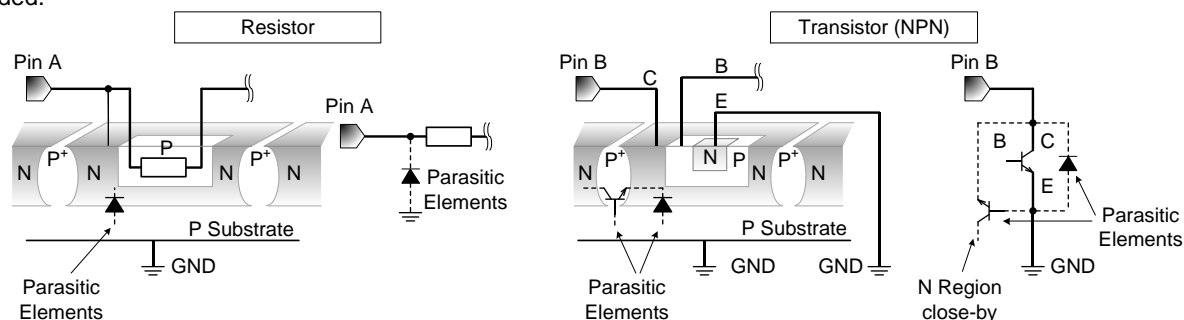 ded.
Resistor
Transistor (NPN)
Pin A
Pin B
C
B
E
Pin B
Pin A
N
P+
N
P
N
P+
N
Parasitic
Elements
N
P+
N
N
P
N
P+
N
B
C
E
Parasitic
Elements
P Substrate
GND
Parasitic
Elements
P Substrate
GND
GND
Parasitic
Elements
GND
N Region
close-by